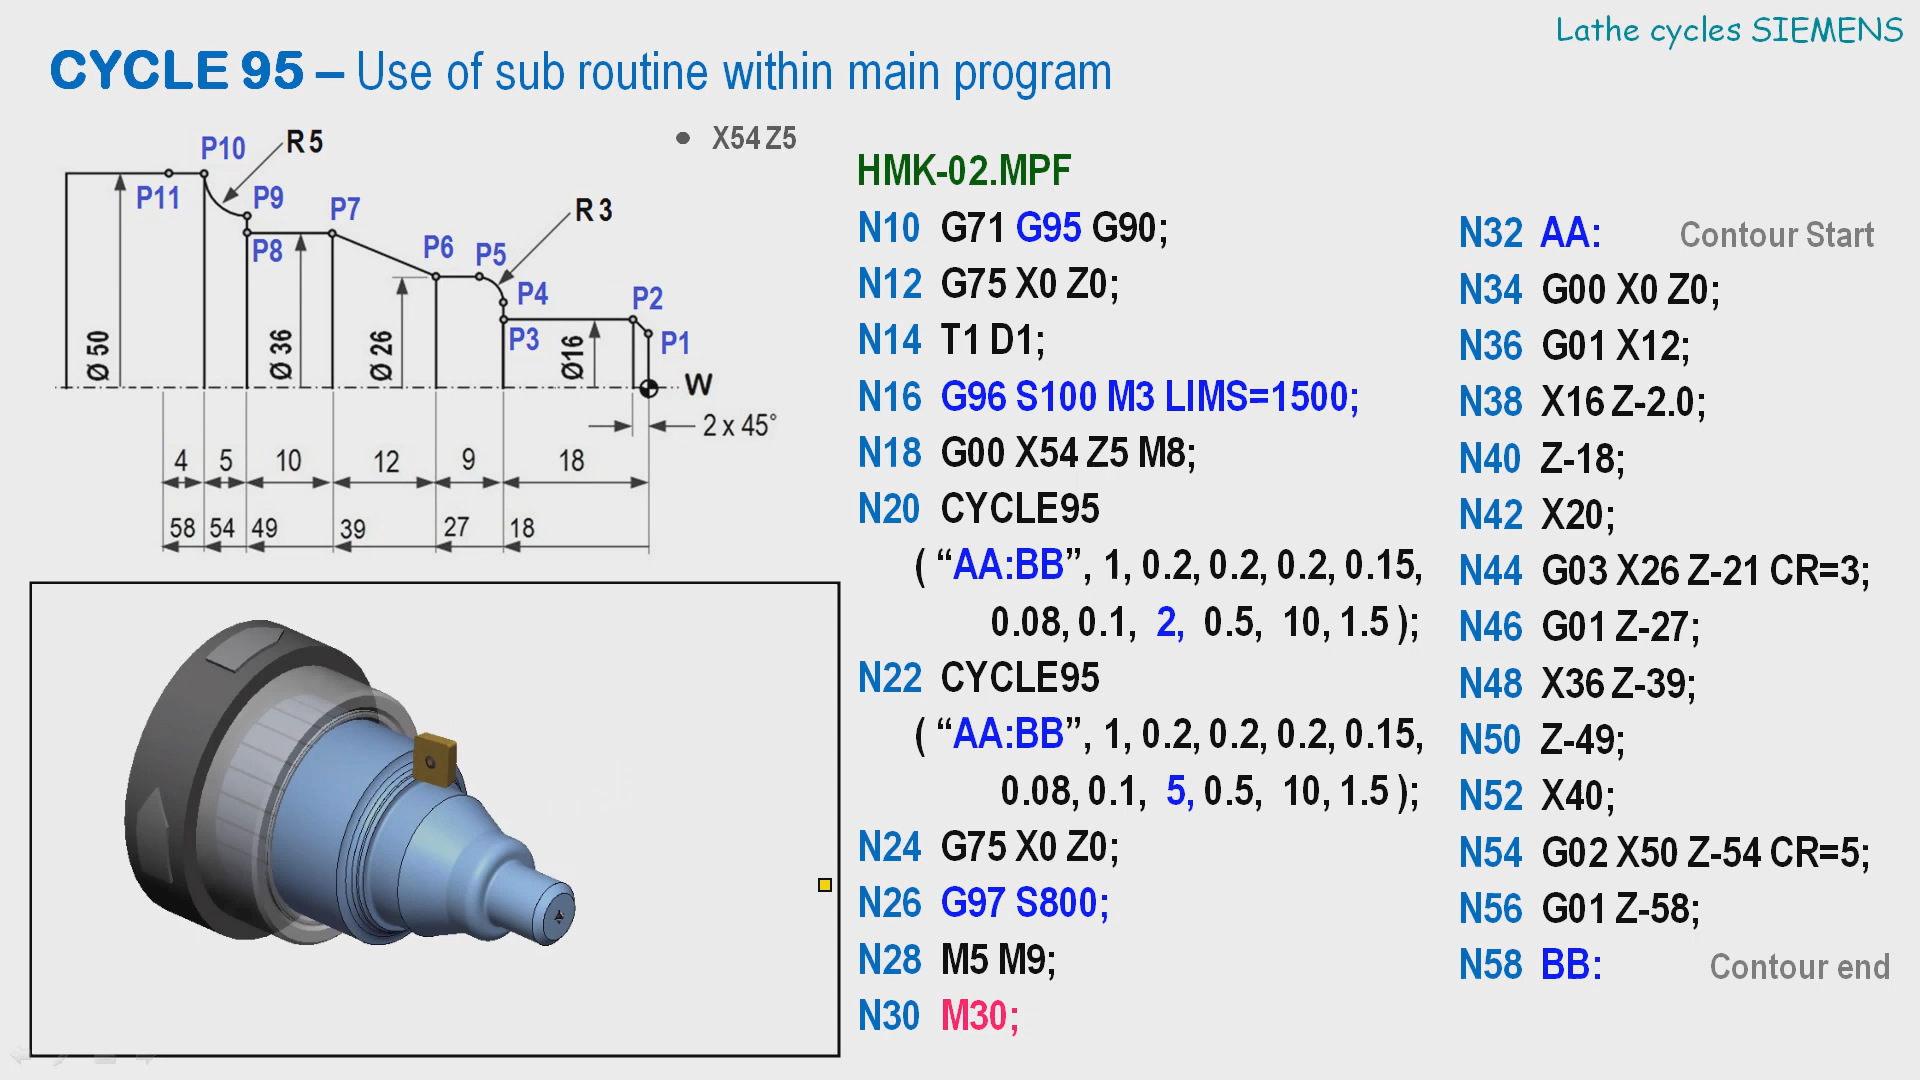 Lathe cycles SIEMENS
CYCLE 95 – Use of sub routine within main program
• X54 Z5
P10
R 5
P11
P9
P7
R 3
P8
P6
P5
P4
P2
P3
P1
Ø 50
Ø 36
Ø 26
Ø16
W
2 x 45°
4 5 10 12 9 18
58 54 49 39 27 18
HMK-02.MPF
N10 G71 G95 G90;
N12 G75 X0 Z0;
N14 T1 D1;
N16 G96 S100 M3 LIMS=1500;
N18 G00 X54 Z5 M8;
N20 CYCLE95
( “AA:BB”, 1, 0.2, 0.2, 0.2, 0.15,
0.08, 0.1, 2, 0.5, 10, 1.5 );
N22 CYCLE95
( “AA:BB”, 1, 0.2, 0.2, 0.2, 0.15,
0.08, 0.1, 5, 0.5, 10, 1.5 );
N24 G75 X0 Z0;
N26 G97 S800;
N28 M5 M9;
N30 M30;
N32 AA: Contour Start
N34 G00 X0 Z0;
N36 G01 X12;
N38 X16 Z-2.0;
N40 Z-18;
N42 X20;
N44 G03 X26 Z-21 CR=3;
N46 G01 Z-27;
N48 X36 Z-39;
N50 Z-49;
N52 X40;
N54 G02 X50 Z-54 CR=5;
N56 G01 Z-58;
N58 BB: Contour end